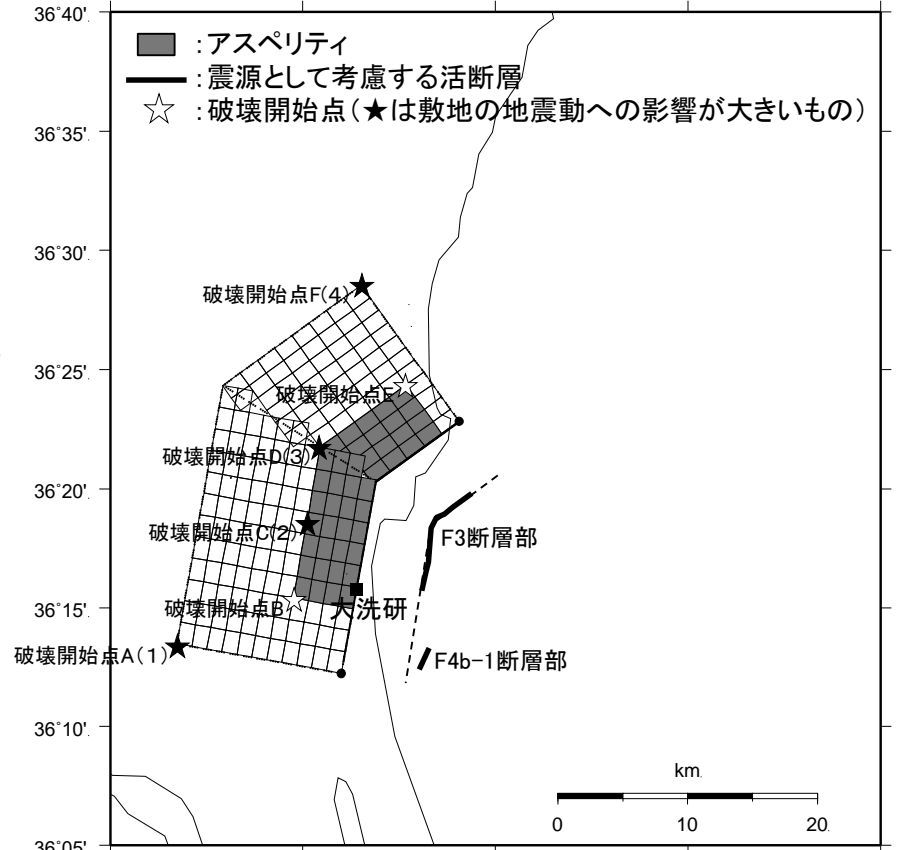 36°40'.
：アスペリティ
：震源として考慮する活断層
：破壊開始点（★は敷地の地震動への影響が大きいもの）
36°35'.
36°30'.
破壊開始点F(4)
36°25'.
破壊開始点E
破壊開始点D(3)
36°20'.
破壊開始点C(2)
F3断層部
36°15'.
破壊開始点B
大洗研
破壊開始点A(1)
F4b-1断層部
36°10'.
km.
0 10 20.
36°05'.